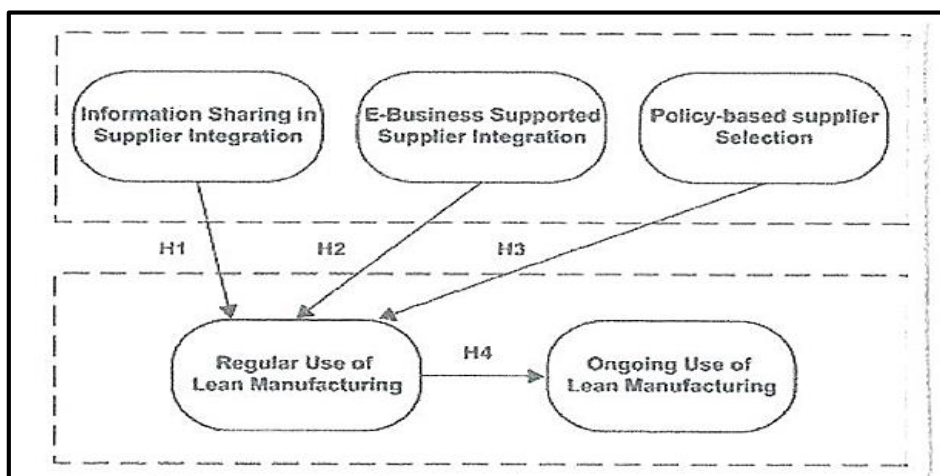 Information Sharing in
Supplier Integration
E-Business Supported
Supplier Integration
Policy-based supplier
Selection
H1
H2
H3
Regular Use of
Lean Manufacturing
H4
Ongoing Use of
Lean Manufacturing